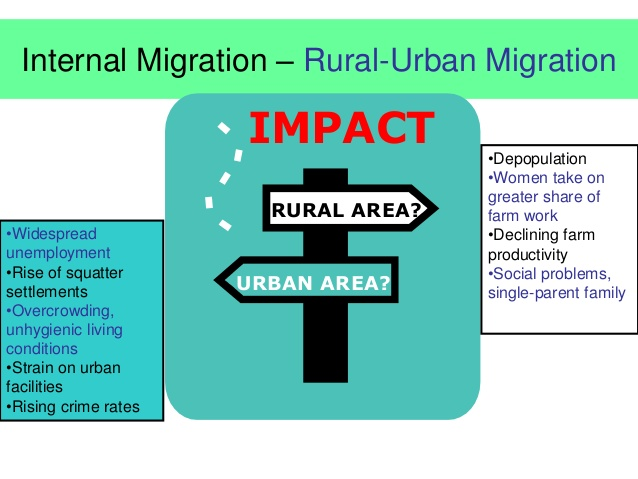 Internal Migration – Rural-Urban Migration
IMPACT
RURAL AREA?
URBAN AREA?
•Widespread
unemployment
•Rise of squatter
settlements
•Overcrowding,
unhygienic living
conditions
•Strain on urban
facilities
•Rising crime rates
•Depopulation
•Women take on
greater share of
farm work
•Declining farm
productivity
•Social problems,
single-parent family